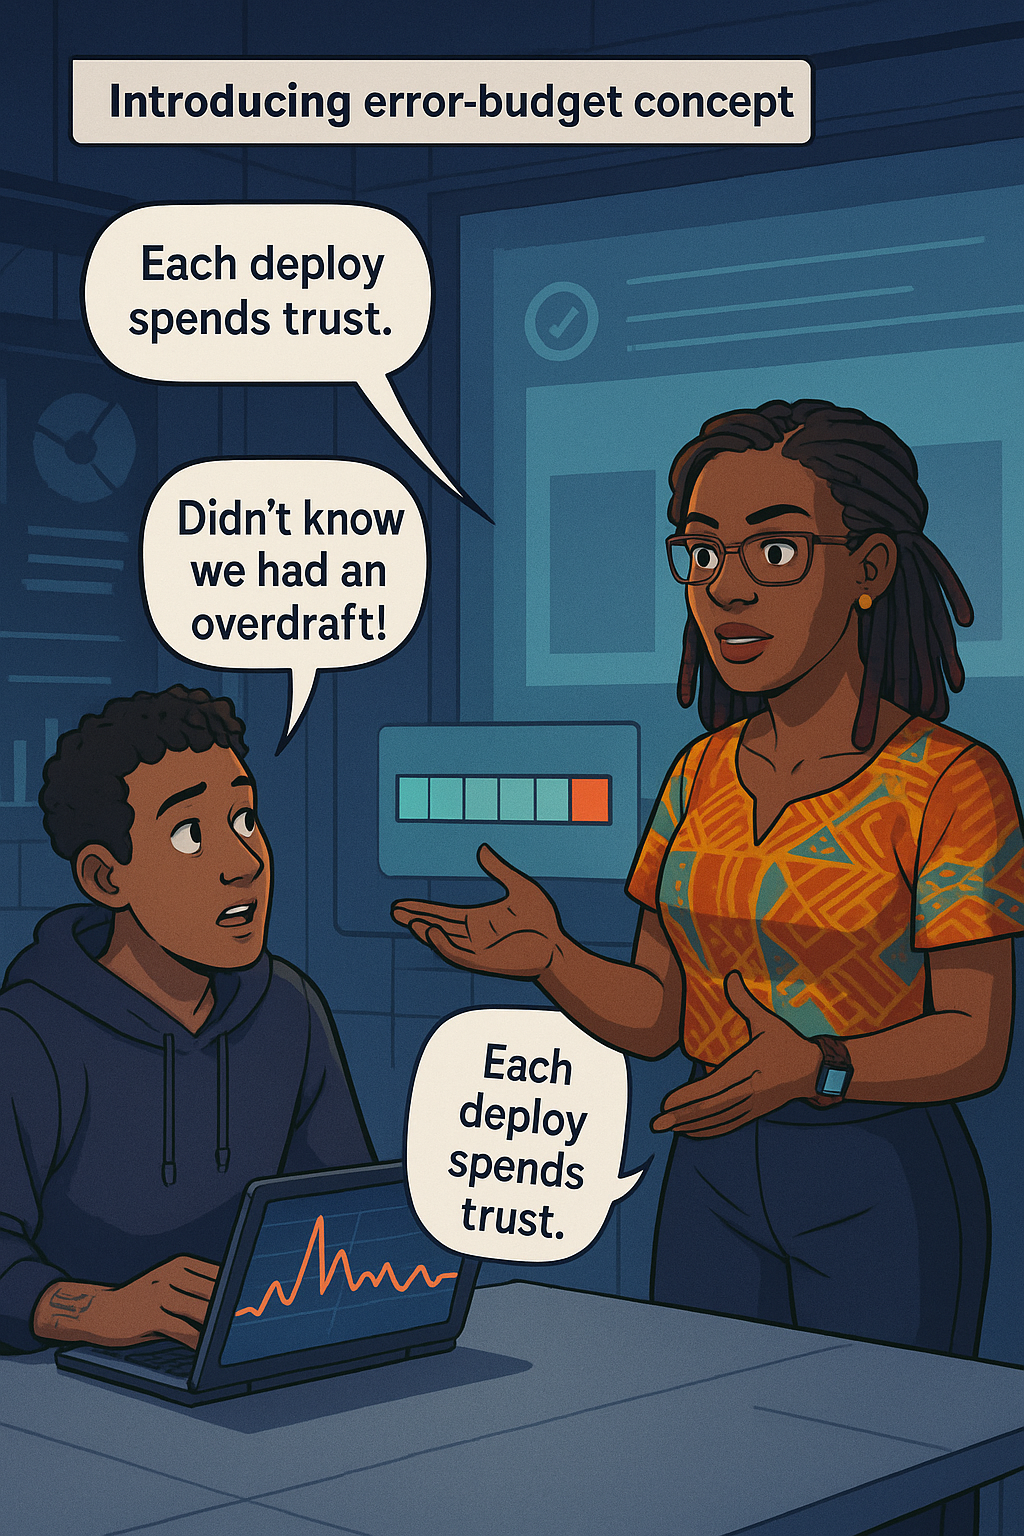 Introducing error-budget concept
Each deploy
spends trust.
Didn't know
we had an
overdraft!
Each
deploy
spends
trust.